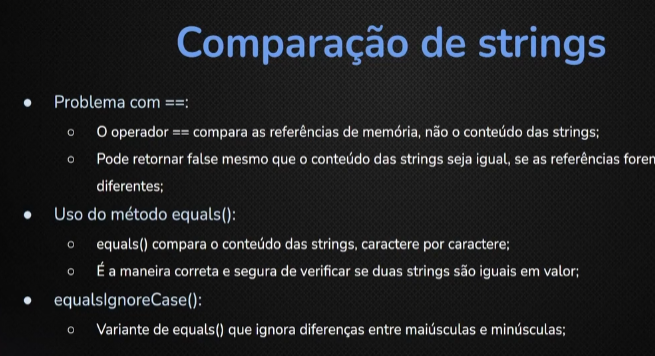 Comparação de strings
● Problema com ==:
○ O operador == compara as referências de memória, não o conteúdo das strings;
○ Pode retornar false mesmo que o conteúdo das strings seja igual, se as referências forem
diferentes;
● Uso do método equals():
○ equals() compara o conteúdo das strings, caractere por caractere;
○ É a maneira correta e segura de verificar se duas strings são iguais em valor;
● equalsIgnoreCase():
○ Variante de equals() que ignora diferenças entre maiúsculas e minúsculas;